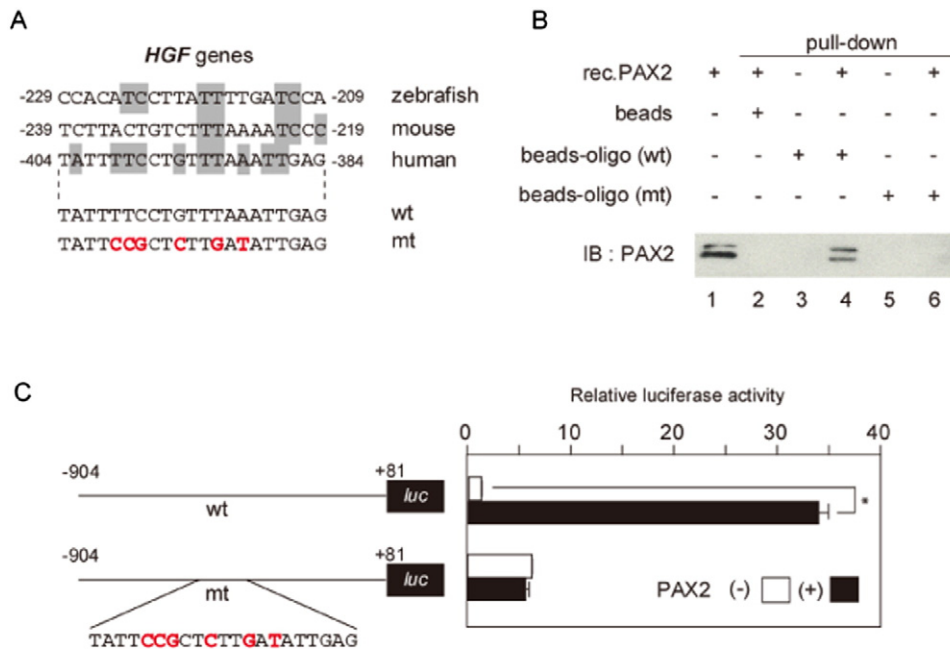 A
HGF genes
-229 CCACATCCTTATTTTGATCCA -209 zebrafish
-239 TCTTACTGTCTTTAAAATCCC -219 mouse
-404 TATTTTCCTGTTTAAATTGAG -384 human
TATTTTCCTGTTTAAATTGAG wt
TATTCCGCTCTTGATATTGAG mt
B
pull-down
rec.PAX2 + + - + - +
beads - + - - - -
beads-oligo (wt) - - + + - -
beads-oligo (mt) - - - - + +
IB : PAX2
1 2 3 4 5 6
C
Relative luciferase activity
0 10 20 30 40
-904 +81
luc
wt
*
-904 +81
luc
mt
PAX2 (-) (+)
TATTCCGCTCTTGATATTGAG